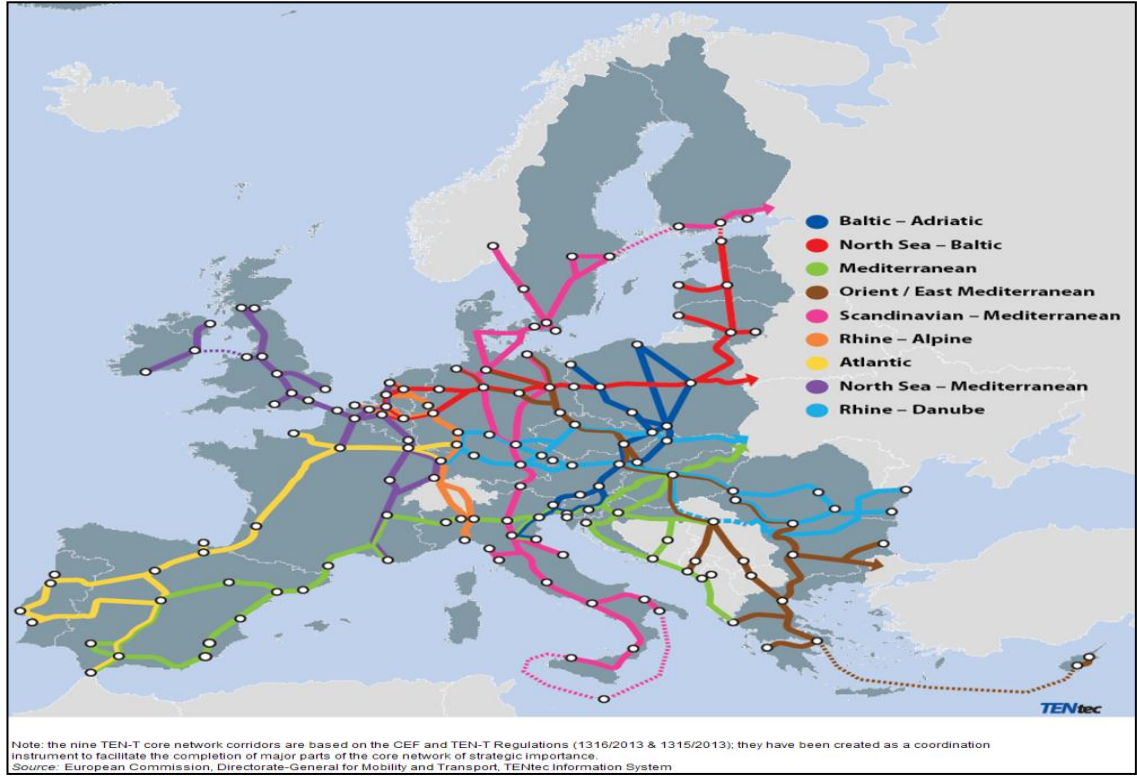 Baltic – Adriatic
North Sea – Baltic
Mediterranean
Orient / East Mediterranean
Scandinavian – Mediterranean
Rhine – Alpine
Atlantic
North Sea – Mediterranean
Rhine – Danube
TENtec
Note: the nine TEN-T core network corridors are based on the CEF and TEN-T Regulations (1316/2013 & 1315/2013); they have been created as a coordination
instrument to facilitate the completion of major parts of the core network of strategic importance.
Source: European Commission, Directorate-General for Mobility and Transport, TENtec Information System